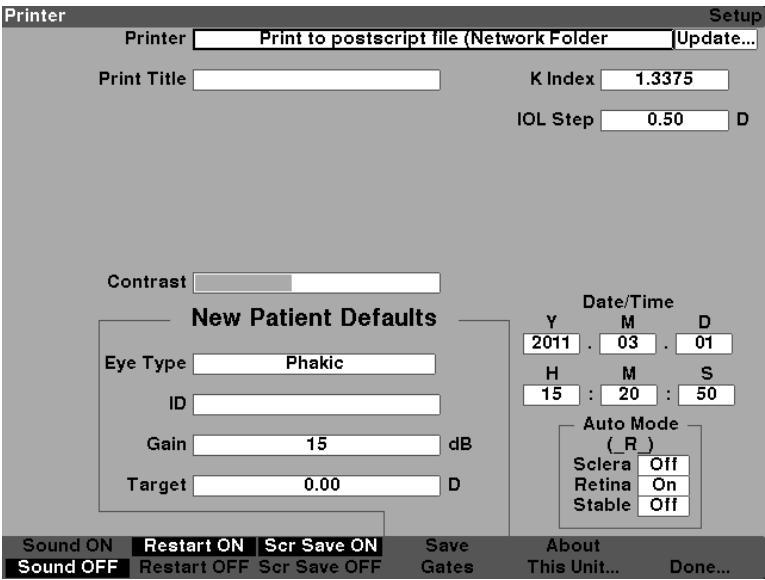 Printer Setup
Printer Print to postscript file (Network Folder Update...
Print Title K Index 1.3375
IOL Step 0.50 D
Contrast
Date/Time
New Patient Defaults
Y M D
2011 . 03 . 01
Eye Type Phakic
H M S
15 : 20 : 50
ID
Auto Mode
Gain 15 dB
(_R_)
Sclera Off
Target 0.00 D
Retina On
Stable Off
Sound ON Restart ON Scr Save ON Save About
Sound OFF Restart OFF Scr Save OFF Gates This Unit... Done...